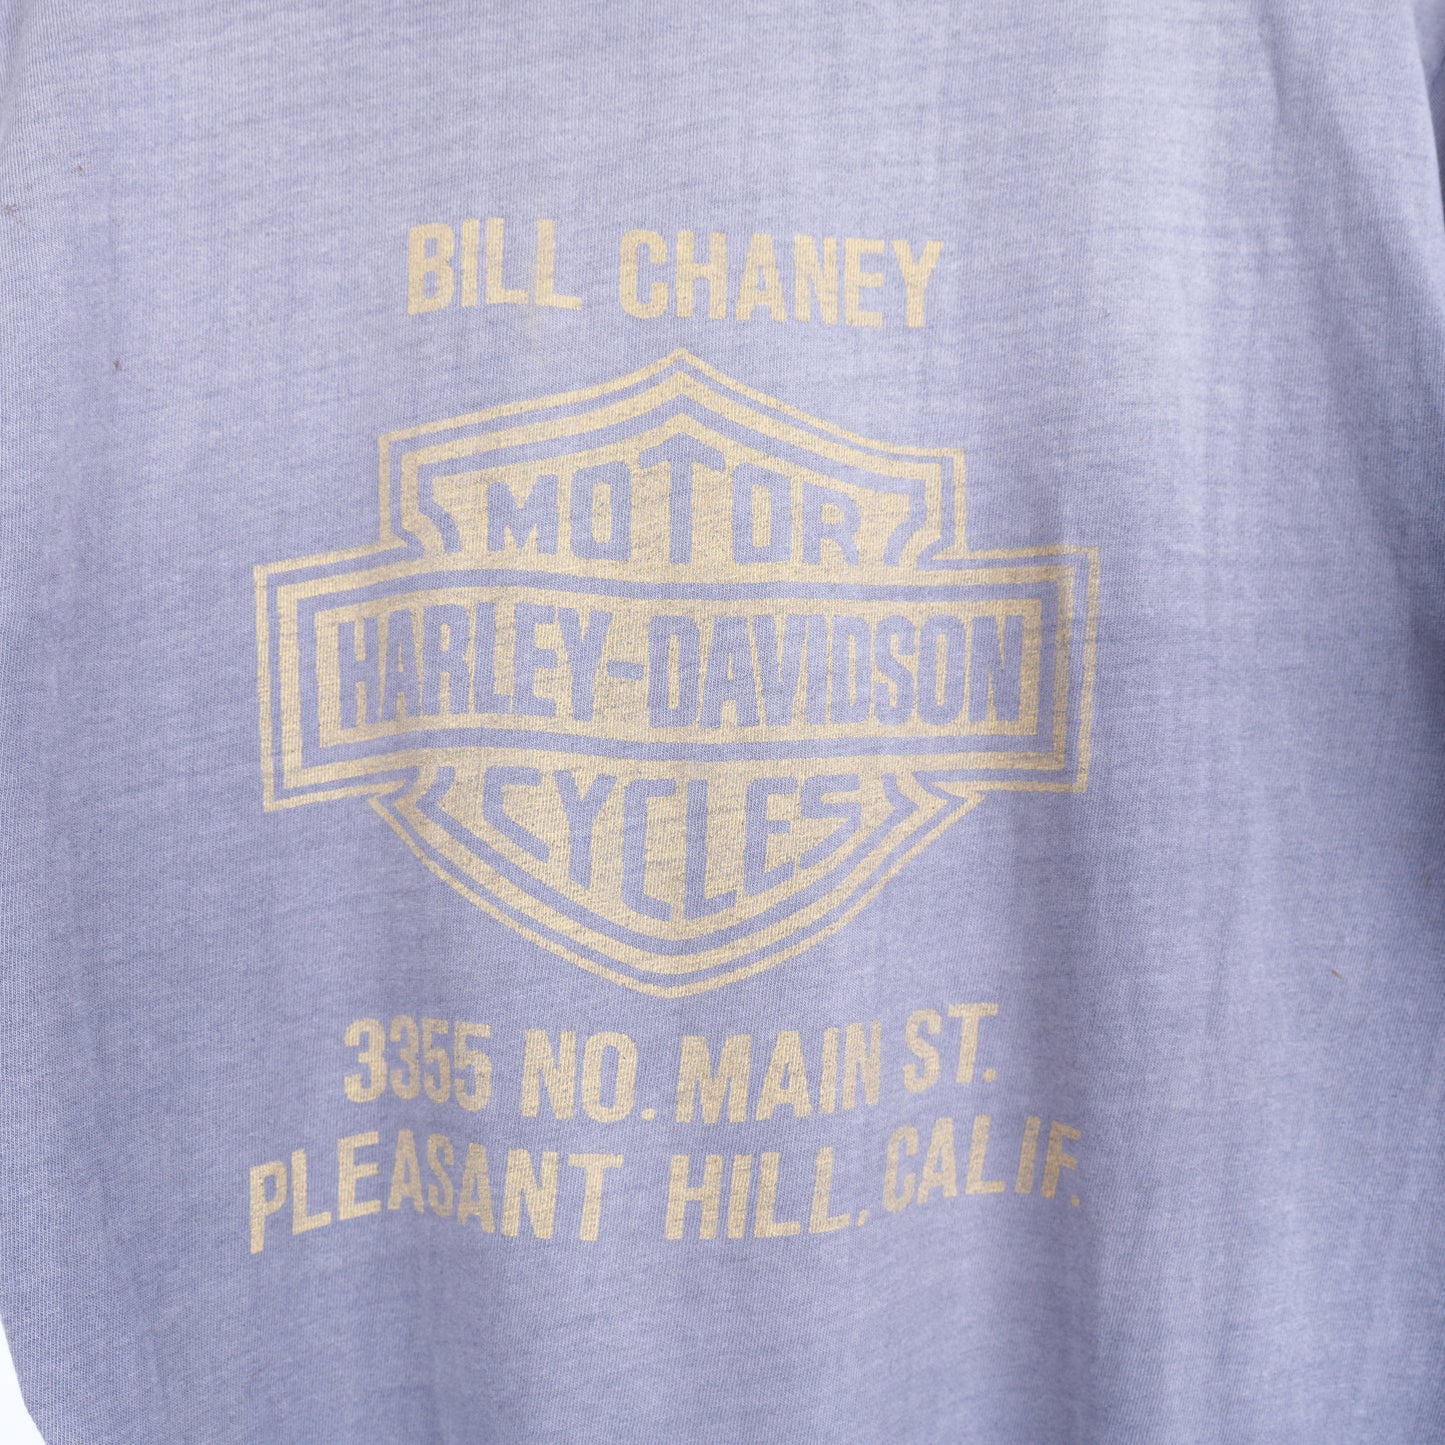 BILL CHANEY
MOTOR
HARLEY-DAVIDSON
CYCLES
3355 NO. MAIN ST.
PLEASANT HILL, CALIF.